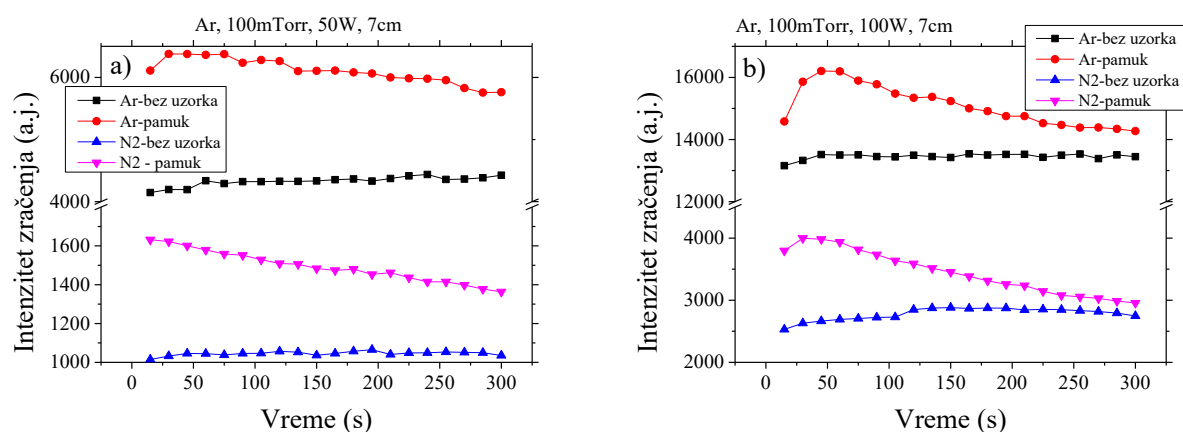 Ar, 100mTorr, 50W, 7cm
a)
Intenzitet zračenja (a.j.)
6000
4000
1600
1400
1200
1000
Ar-bez uzorka
Ar-pamuk
N2-bez uzorka
N2 - pamuk
0 50 100 150 200 250 300
Vreme (s)
Ar, 100mTorr, 100W, 7cm
b)
Intenzitet zračenja (a.j.)
16000
14000
12000
4000
3000
2000
Ar-bez uzorka
Ar-pamuk
N2-bez uzorka
N2-pamuk
0 50 100 150 200 250 300
Vreme (s)